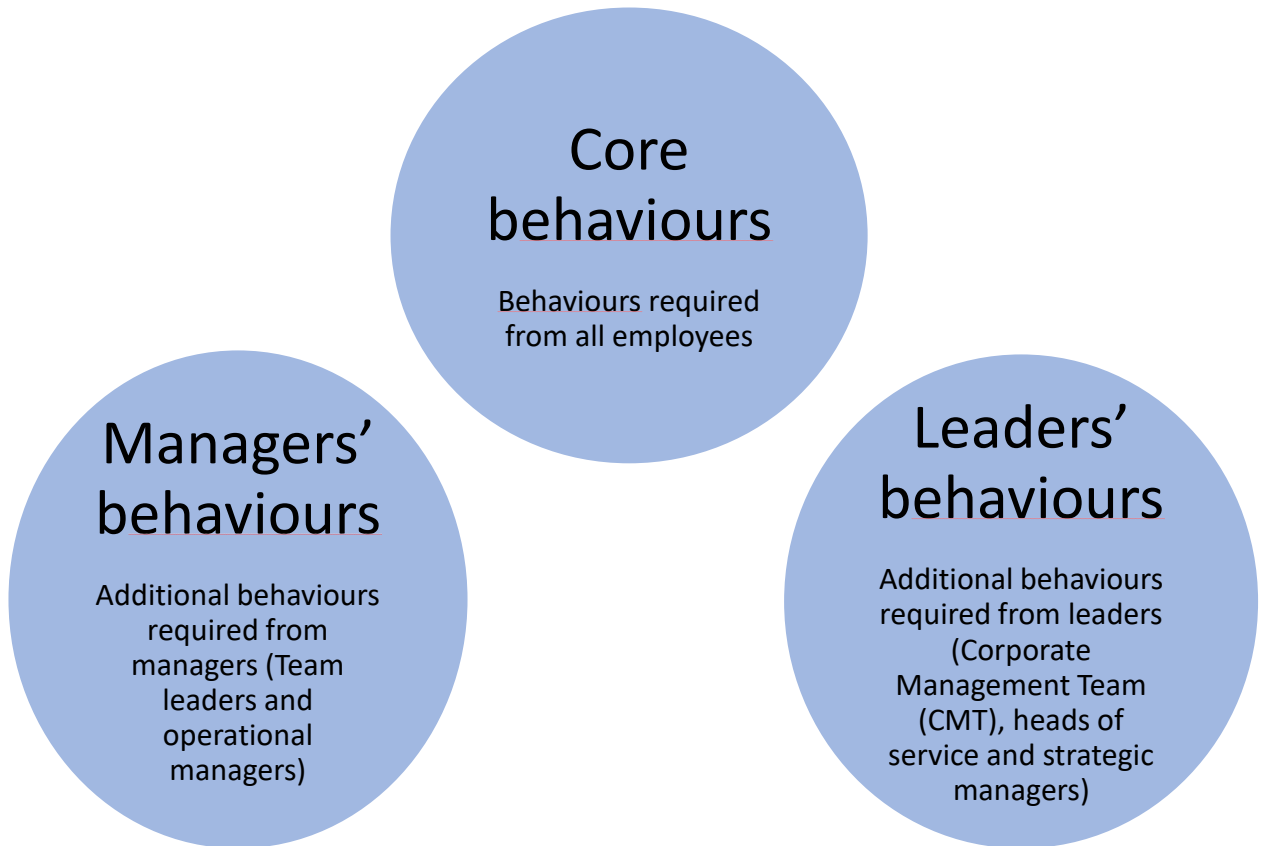 Core
behaviours
Behaviours required
from all employees
Managers’
behaviours
Additional behaviours
required from
managers (Team
leaders and
operational
managers)
Leaders’
behaviours
Additional behaviours
required from leaders
(Corporate
Management Team
(CMT), heads of
service and strategic
managers)